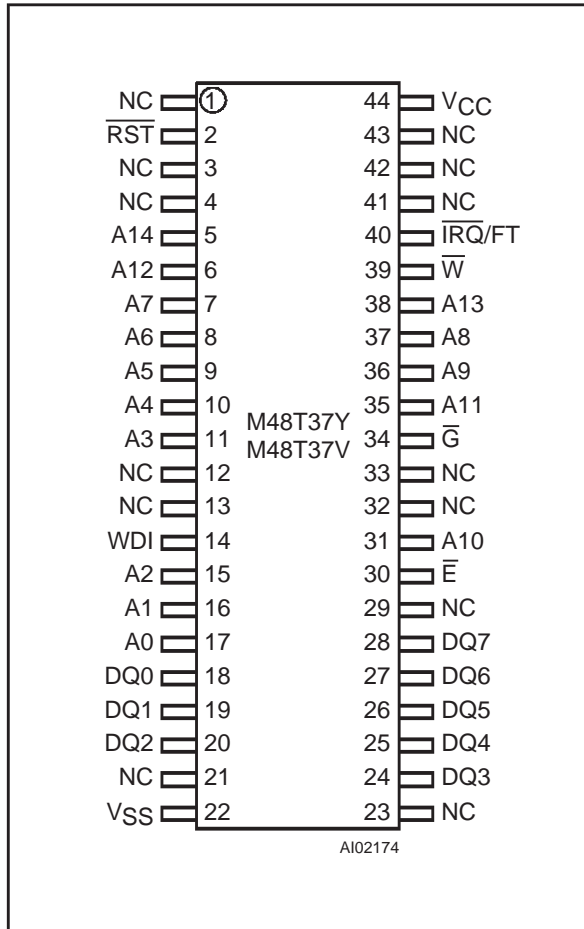 NC 1 44 VCC
R̅S̅T̅ 2 43 NC
NC 3 42 NC
NC 4 41 NC
A14 5 40 I̅R̅Q̅/FT
A12 6 39 W̅
A7 7 38 A13
A6 8 37 A8
A5 9 36 A9
A4 10 35 A11
M48T37Y
A3 11 34 G̅
M48T37V
NC 12 33 NC
NC 13 32 NC
WDI 14 31 A10
A2 15 30 E̅
A1 16 29 NC
A0 17 28 DQ7
DQ0 18 27 DQ6
DQ1 19 26 DQ5
DQ2 20 25 DQ4
NC 21 24 DQ3
VSS 22 23 NC
AI02174